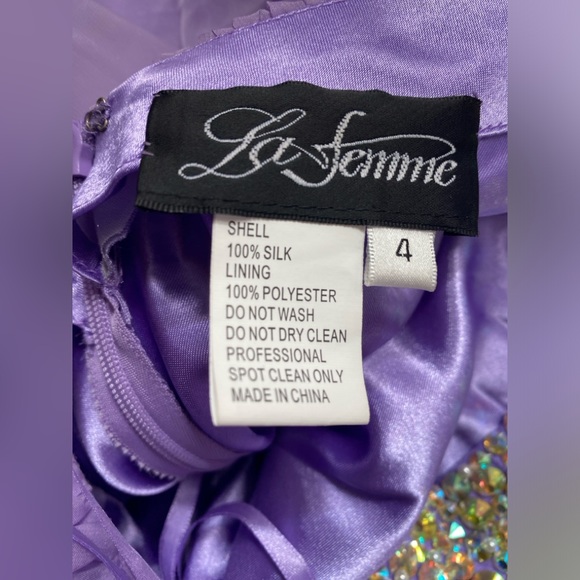 La Femme
4
SHELL
100% SILK
LINING
100% POLYESTER
DO NOT WASH
DO NOT DRY CLEAN
PROFESSIONAL
SPOT CLEAN ONLY
MADE IN CHINA